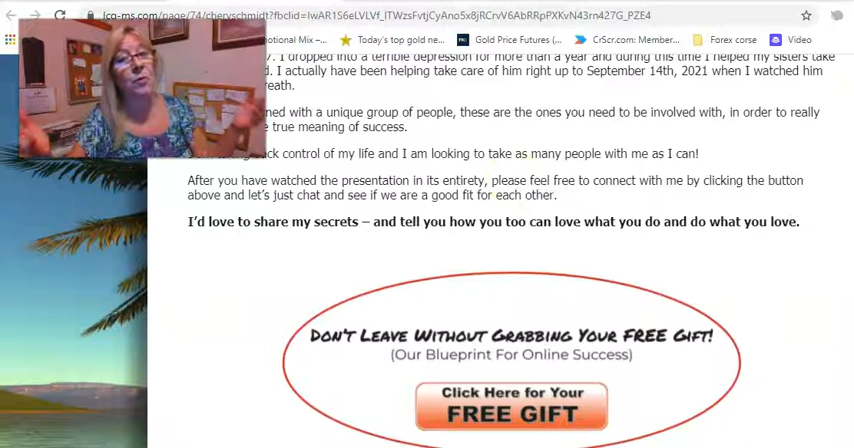 lcg-ms.com/page/74/cheryschmidt?fbclid=IwAR1S6eLVLVf_ITWzsFvtjCyAno5x8jRCrvV6AbRRpPXKvN43rn427G_PZE4
otional Mix –... Today's top gold ne... PRO Gold Price Futures (... CrScr.com: Member... Forex corse Video
7. I dropped into a terrible depression for more than a year and during this time I helped my sisters take
d. I actually have been helping take care of him right up to September 14th, 2021 when I watched him
reath.
ned with a unique group of people, these are the ones you need to be involved with, in order to really
e true meaning of success.
ck control of my life and I am looking to take as many people with me as I can!
After you have watched the presentation in its entirety, please feel free to connect with me by clicking the button
above and let's just chat and see if we are a good fit for each other.
I'd love to share my secrets – and tell you how you too can love what you do and do what you love.
Don't Leave Without Grabbing Your FREE Gift!
(Our Blueprint For Online Success)
Click Here for Your
FREE GIFT